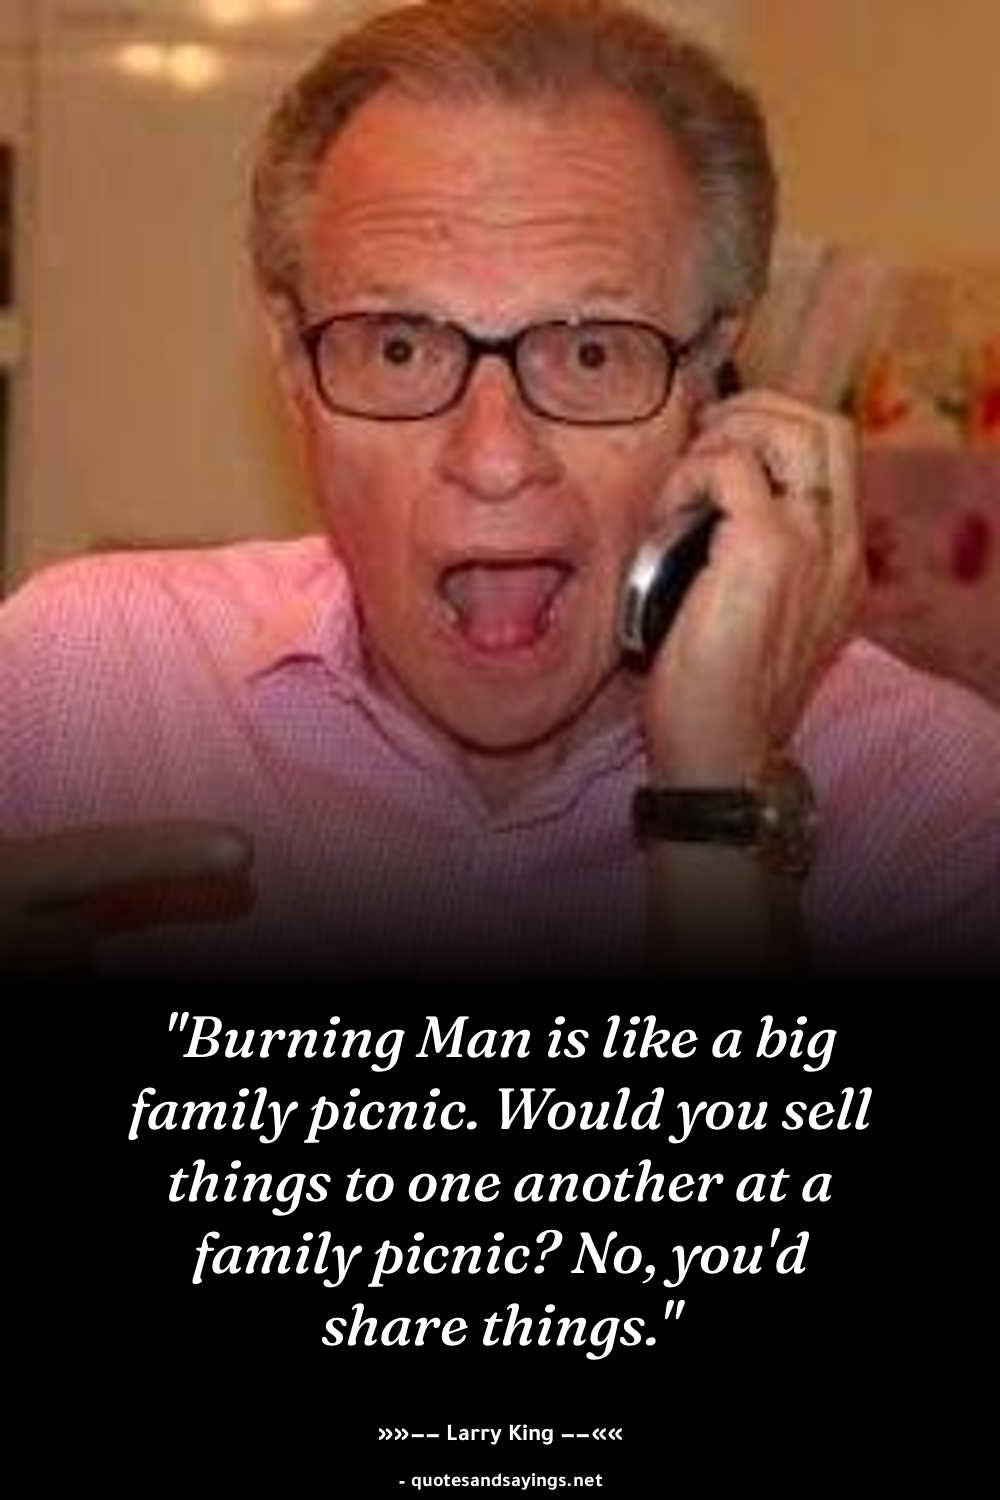 "Burning Man is like a big
family picnic. Would you sell
things to one another at a
family picnic? No, you'd
share things."
»»−− Larry King −−««
- quotesandsayings.net